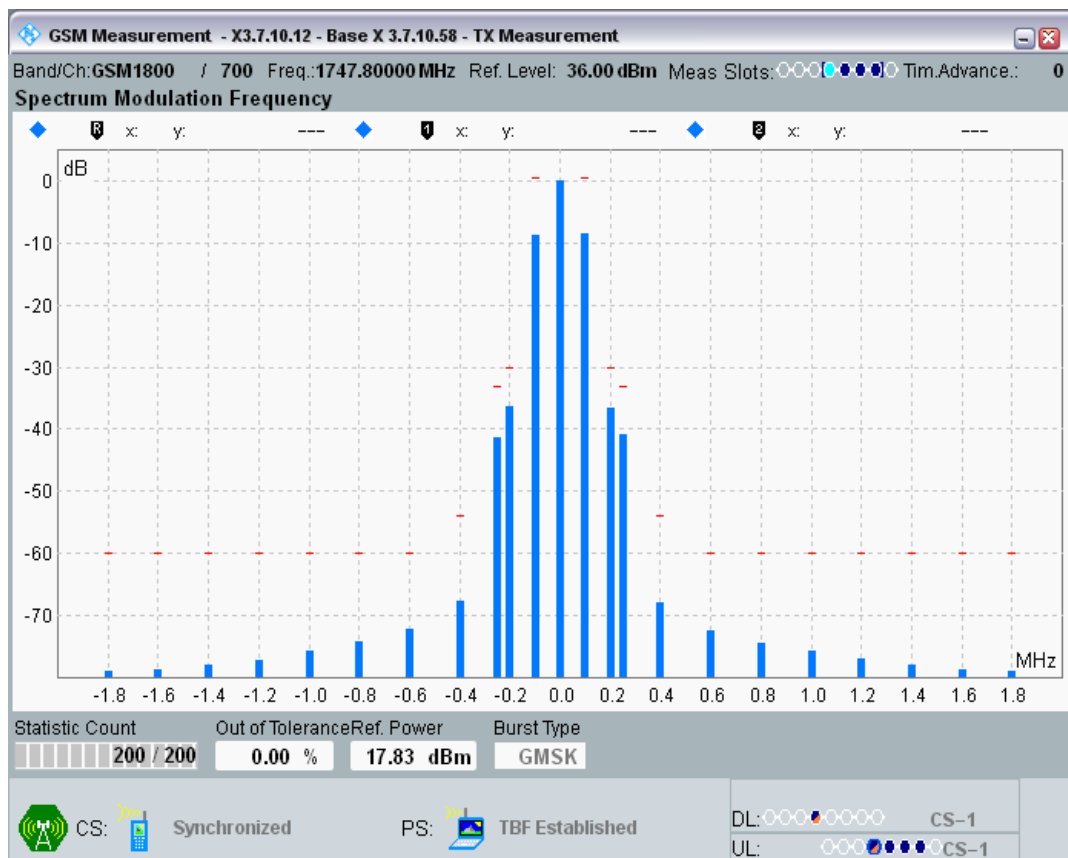 GSM Measurement - X3.7.10.12 - Base X 3.7.10.58 - TX Measurement
Band/Ch:GSM1800 / 700 Freq.:1747.80000 MHz Ref. Level: 36.00 dBm Meas Slots: Tim.Advance.: 0
Spectrum Modulation Frequency
R x: y: --- 1 x: y: --- 2 x: y: ---
dB
0
-10
-20
-30
-40
-50
-60
-70
MHz
-1.8 -1.6 -1.4 -1.2 -1.0 -0.8 -0.6 -0.4 -0.2 0.0 0.2 0.4 0.6 0.8 1.0 1.2 1.4 1.6 1.8
Statistic Count Out of Tolerance Ref. Power Burst Type
200 / 200 0.00 % 17.83 dBm GMSK
CS: Synchronized PS: TBF Established
DL: CS-1
UL: CS-1